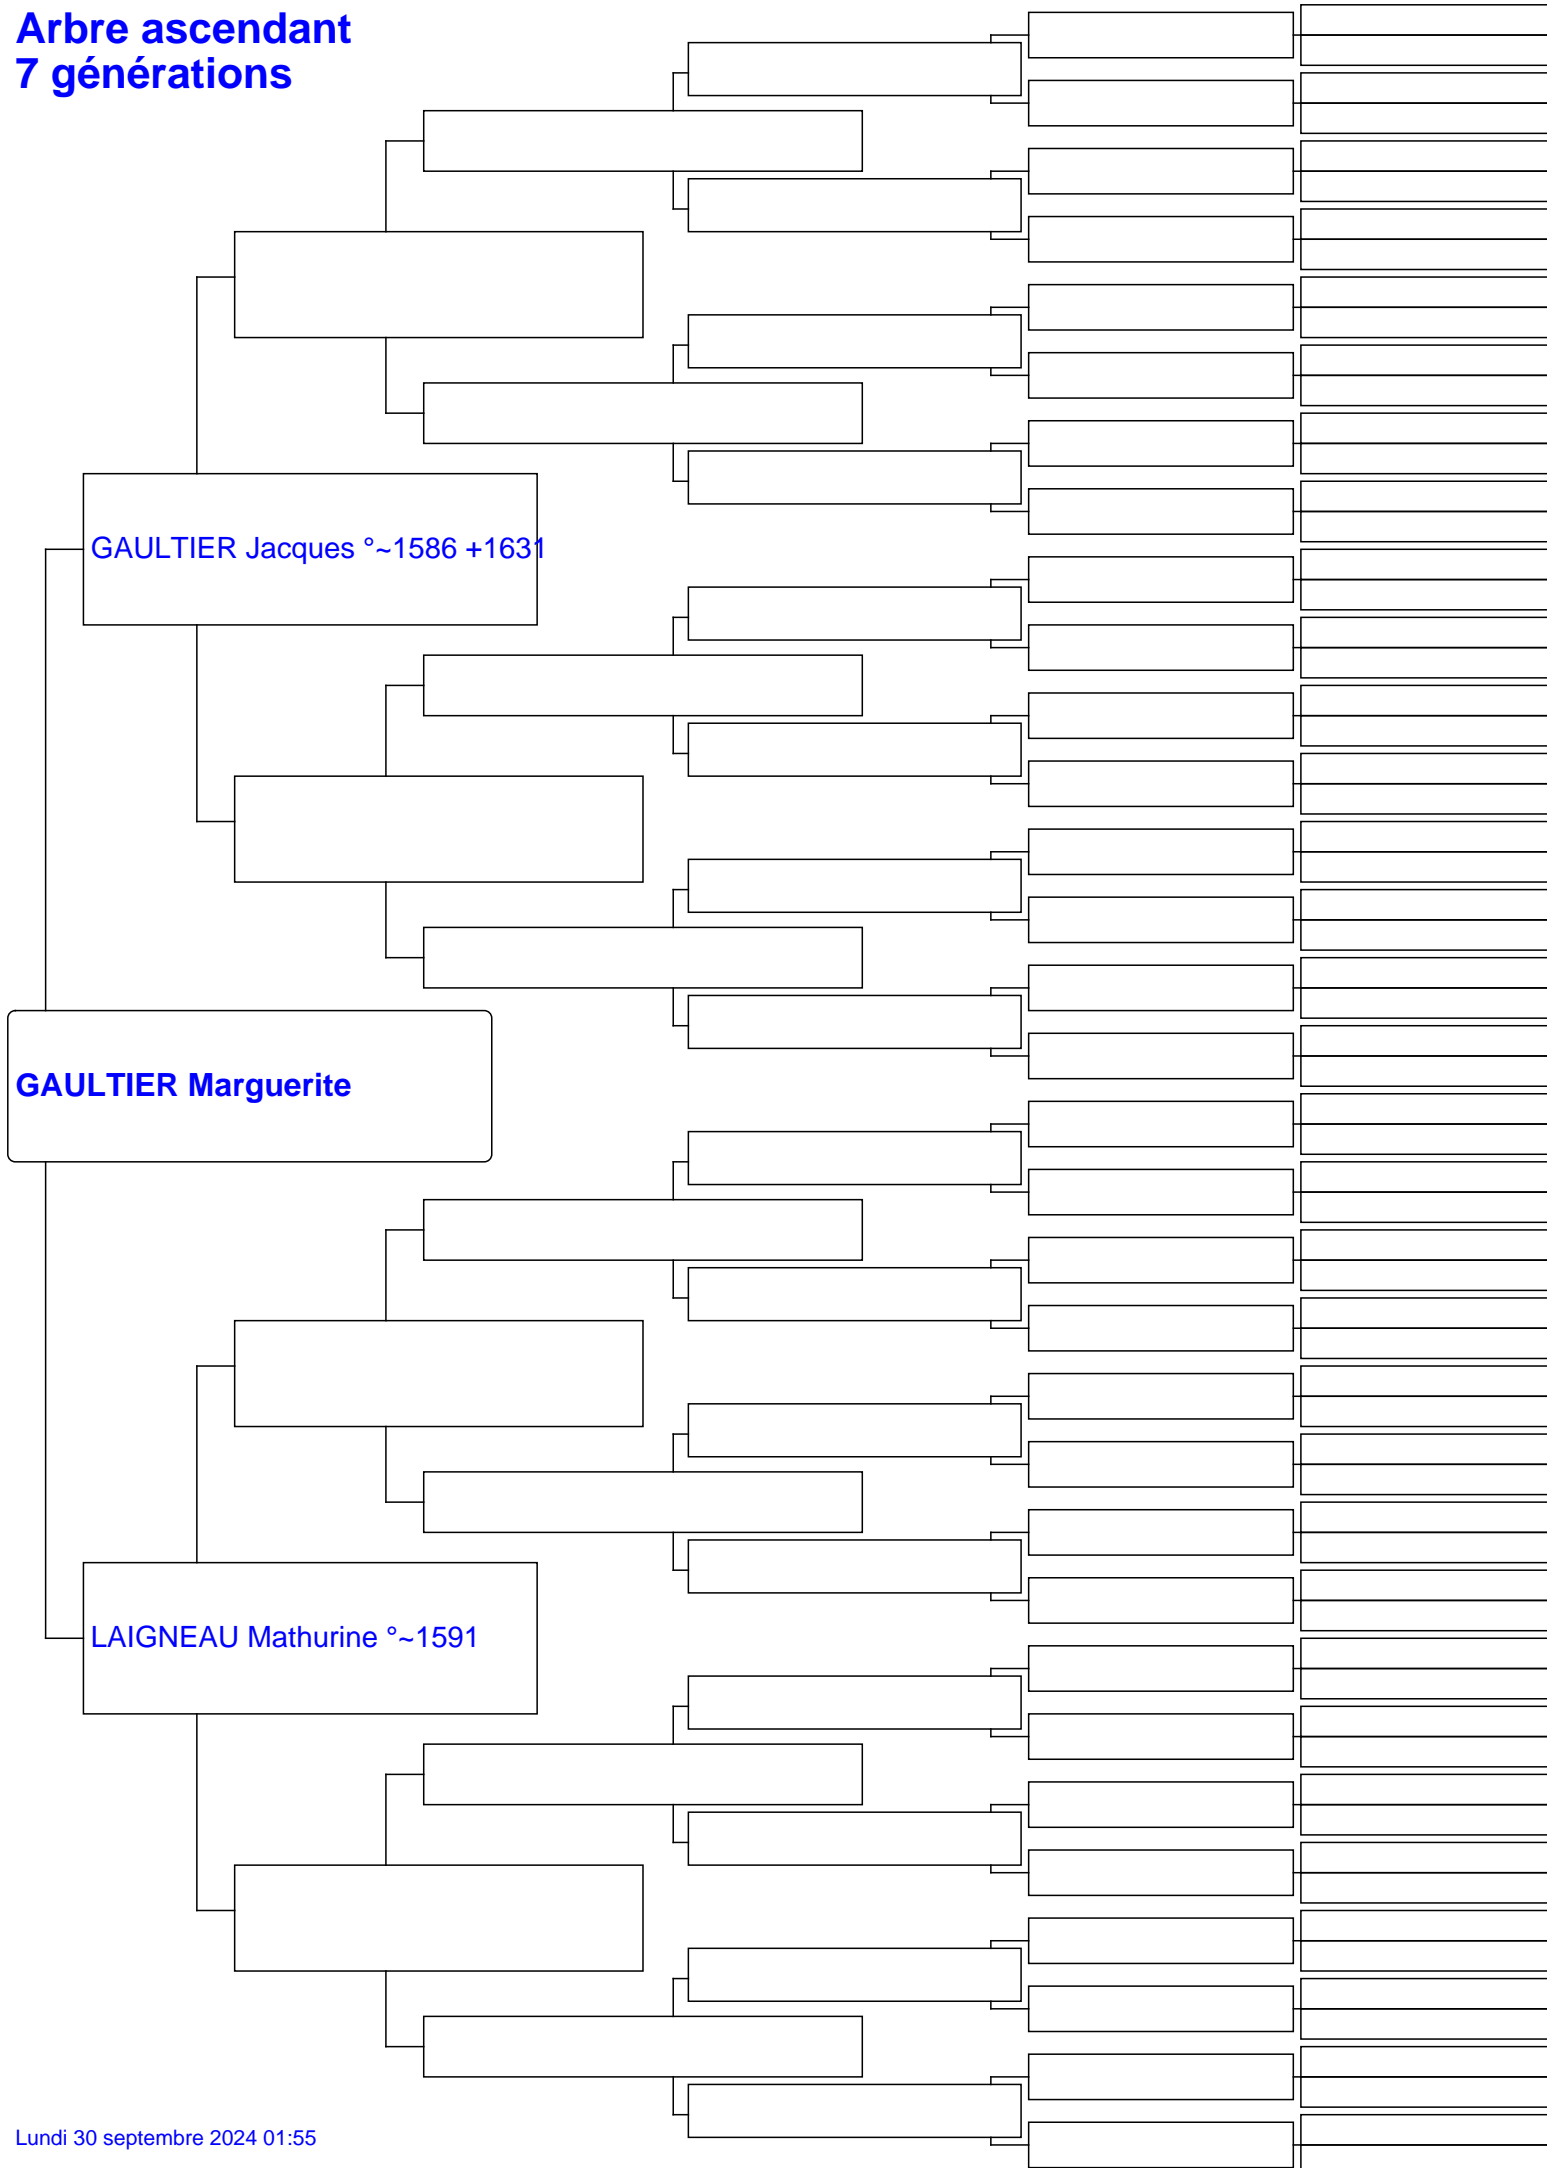 Arbre ascendant
7 générations
GAULTIER Jacques °~1586 +1631
GAULTIER Marguerite
LAIGNEAU Mathurine °~1591
Lundi 30 septembre 2024 01:55